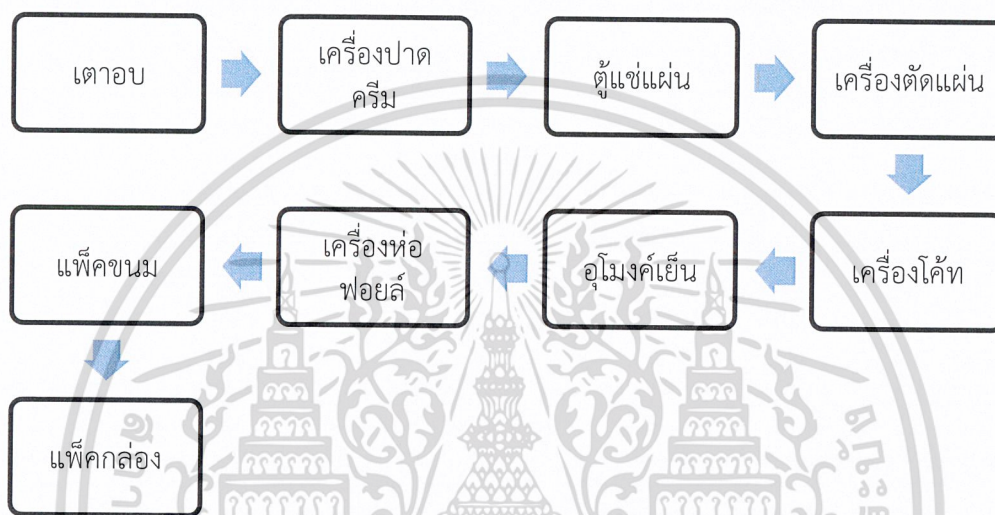 เตาอบ
เครื่องปาด
ครีม
ตู้แช่แผ่น
เครื่องตัดแผ่น
เครื่องโค้ท
อุโมงค์เย็น
เครื่องห่อ
ฟอยล์
แพ็คขนม
แพ็คกล่อง